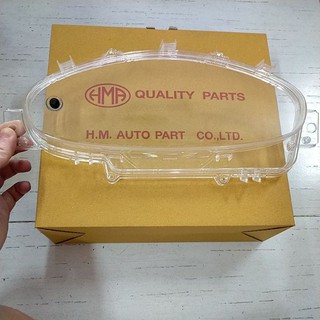 HMA QUALITY PARTS
H.M. AUTO PART CO.,LTD.